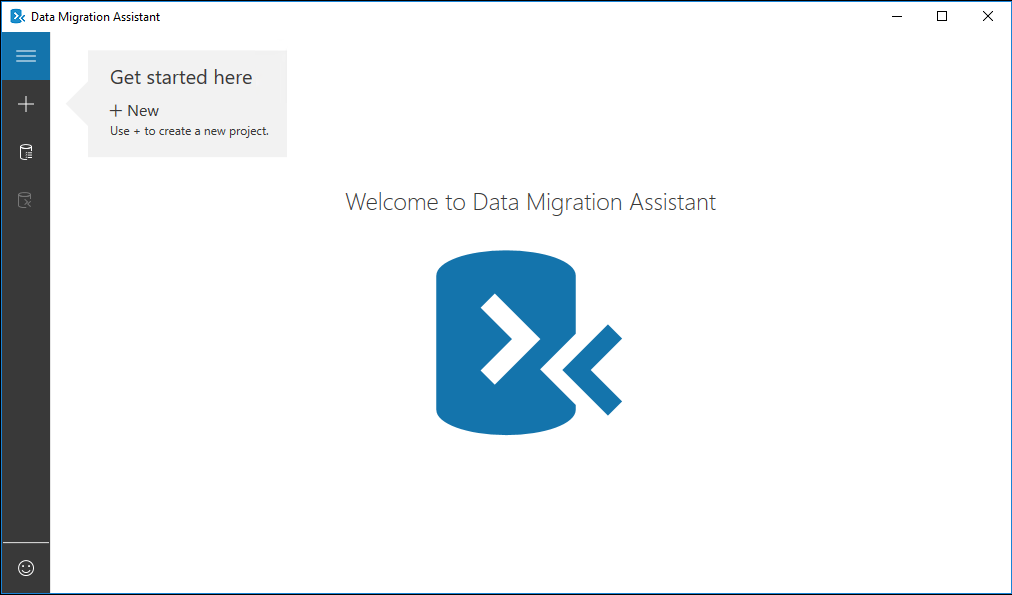 Data Migration Assistant
Get started here
+ New
Use + to create a new project.
Welcome to Data Migration Assistant